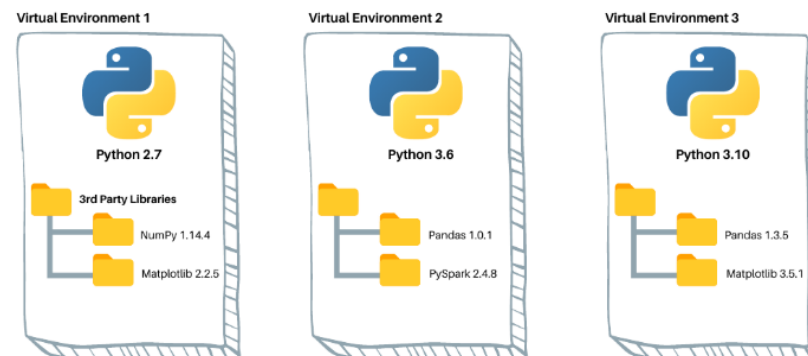 Virtual Environment 1
Virtual Environment 2
Virtual Environment 3
Python 2.7
Python 3.6
Python 3.10
3rd Party Libraries
NumPy 1.14.4
Pandas 1.0.1
Pandas 1.3.5
Matplotlib 2.2.5
PySpark 2.4.8
Matplotlib 3.5.1